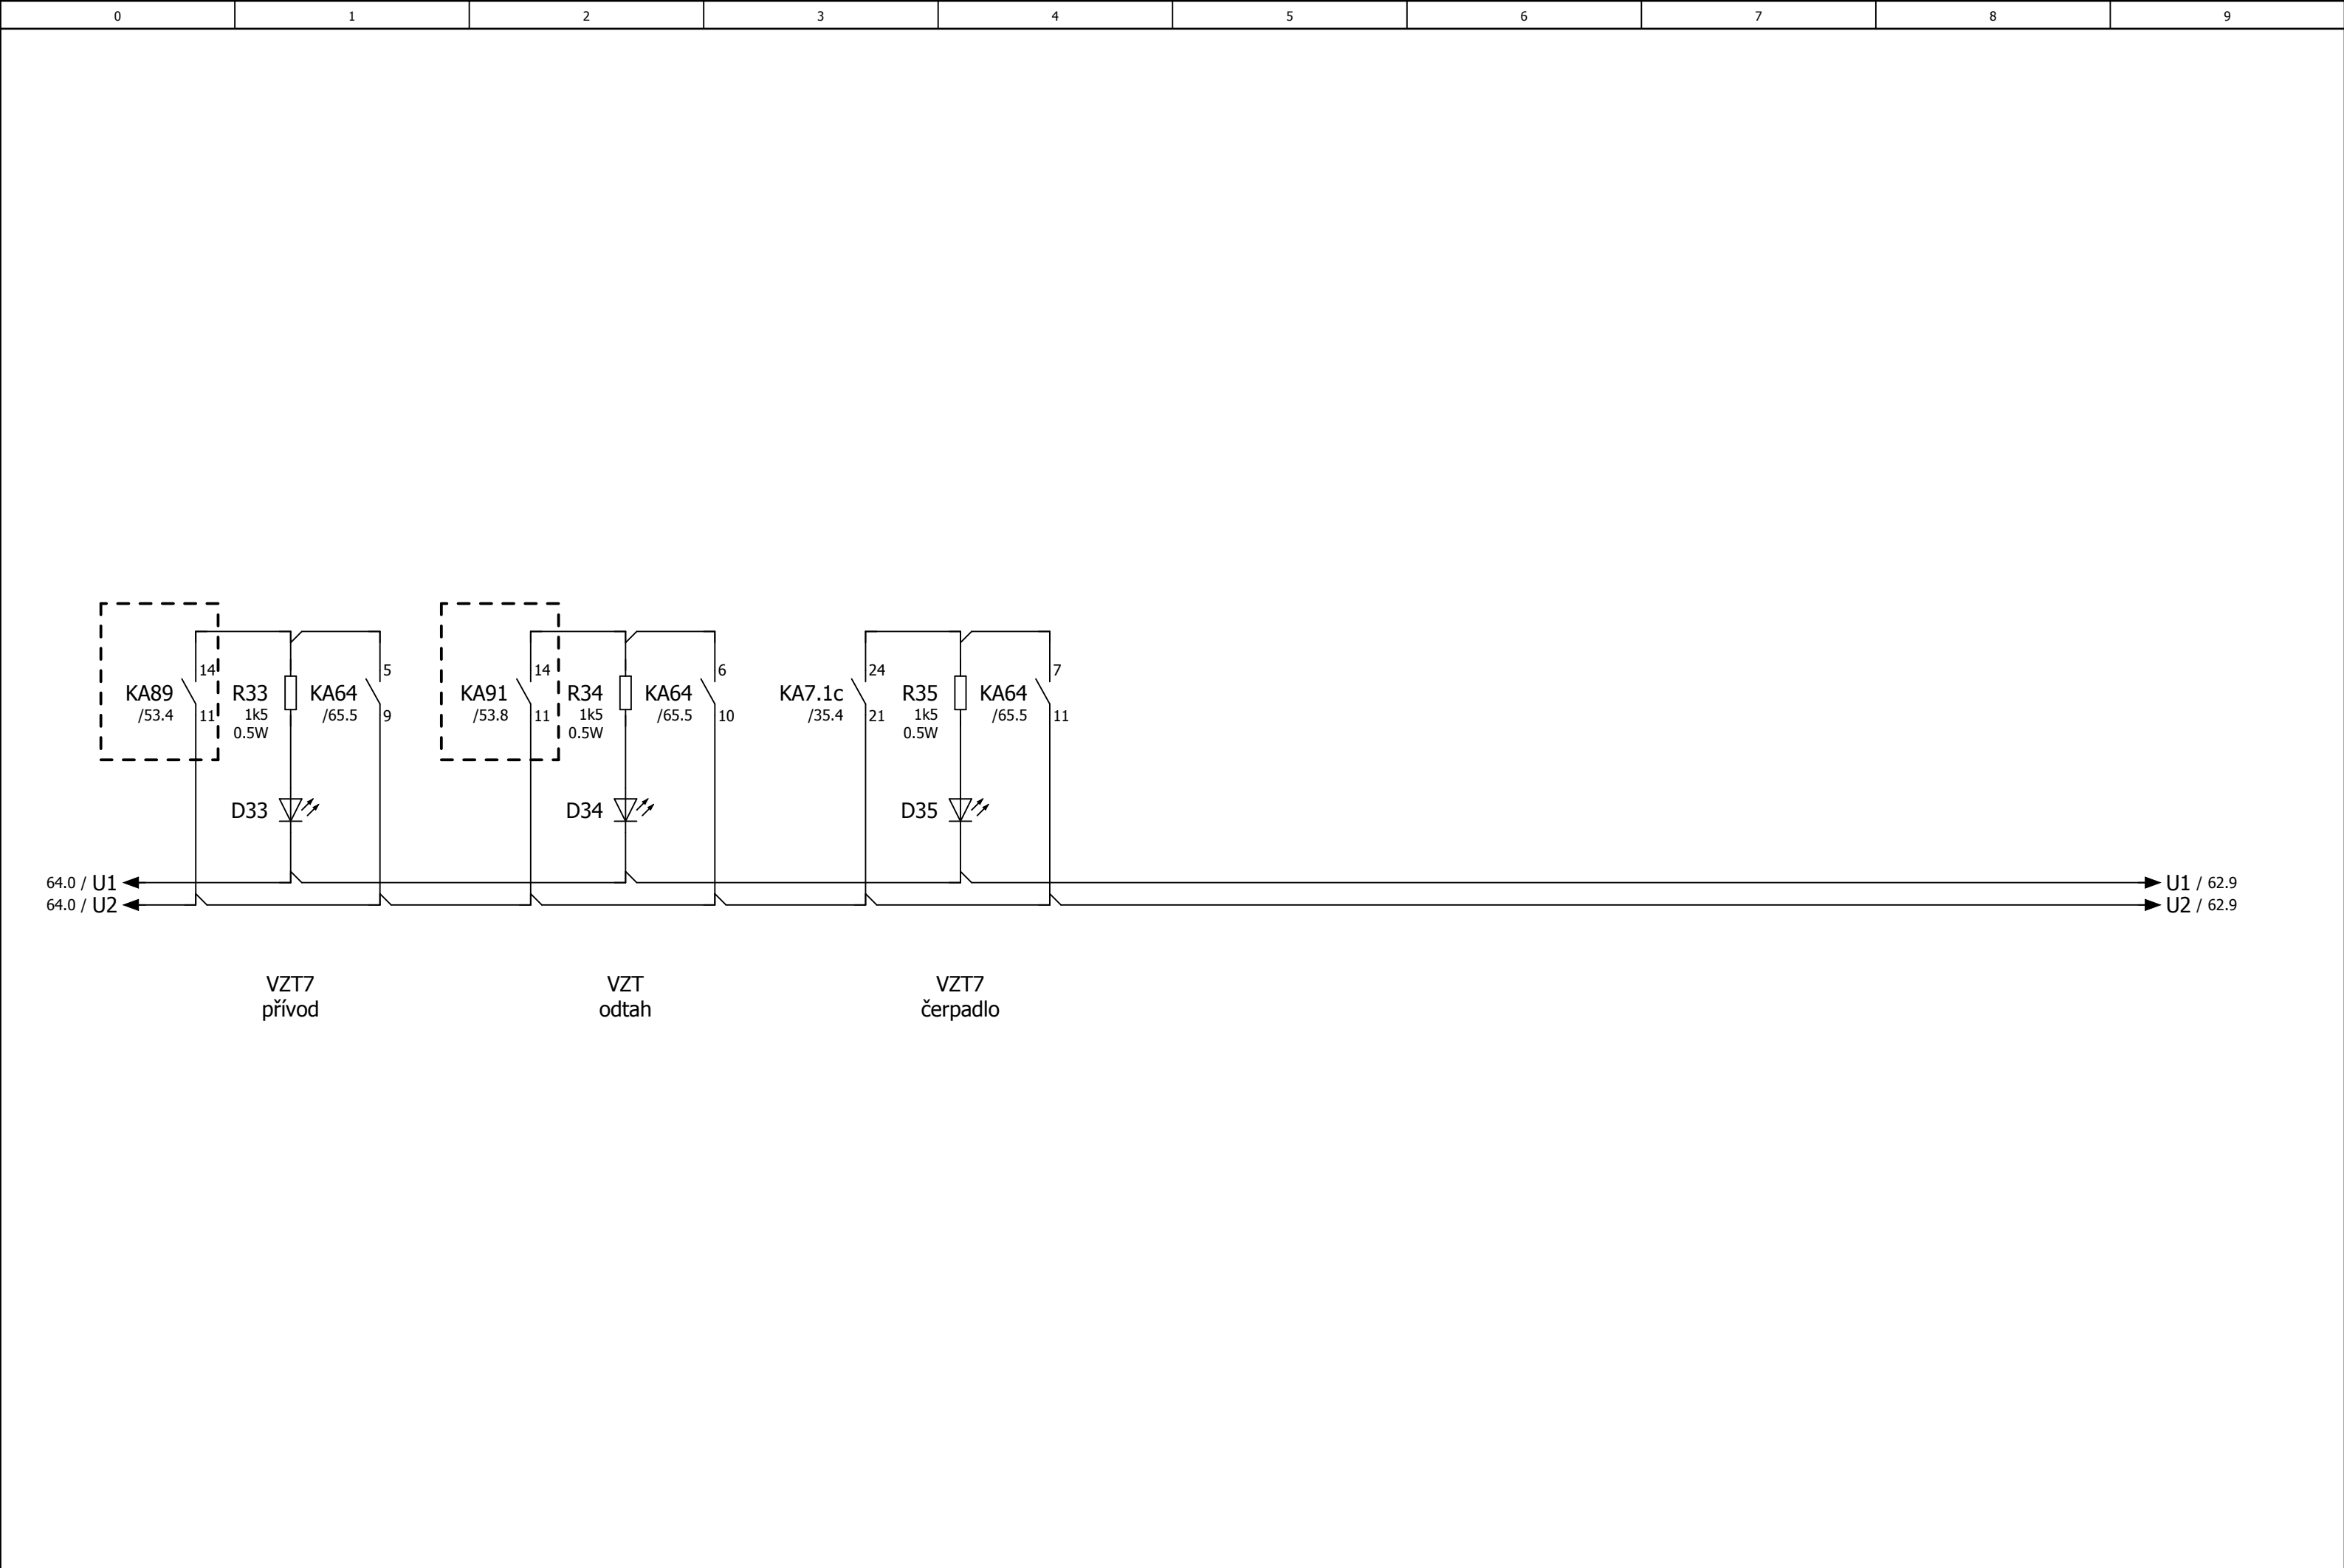 0 1 2 3 4 5 6 7 8 9
14 5 14 6 24 7
KA89 R33 KA64 KA91 R34 KA64 KA7.1c R35 KA64
/53.4 11 1k5 /65.5 9 /53.8 11 1k5 /65.5 10 /35.4 21 1k5 /65.5 11
0.5W 0.5W 0.5W
D33 D34 D35
64.0 / U1 U1 / 62.9
64.0 / U2 U2 / 62.9
VZT7 VZT VZT7
přívod odtah čerpadlo